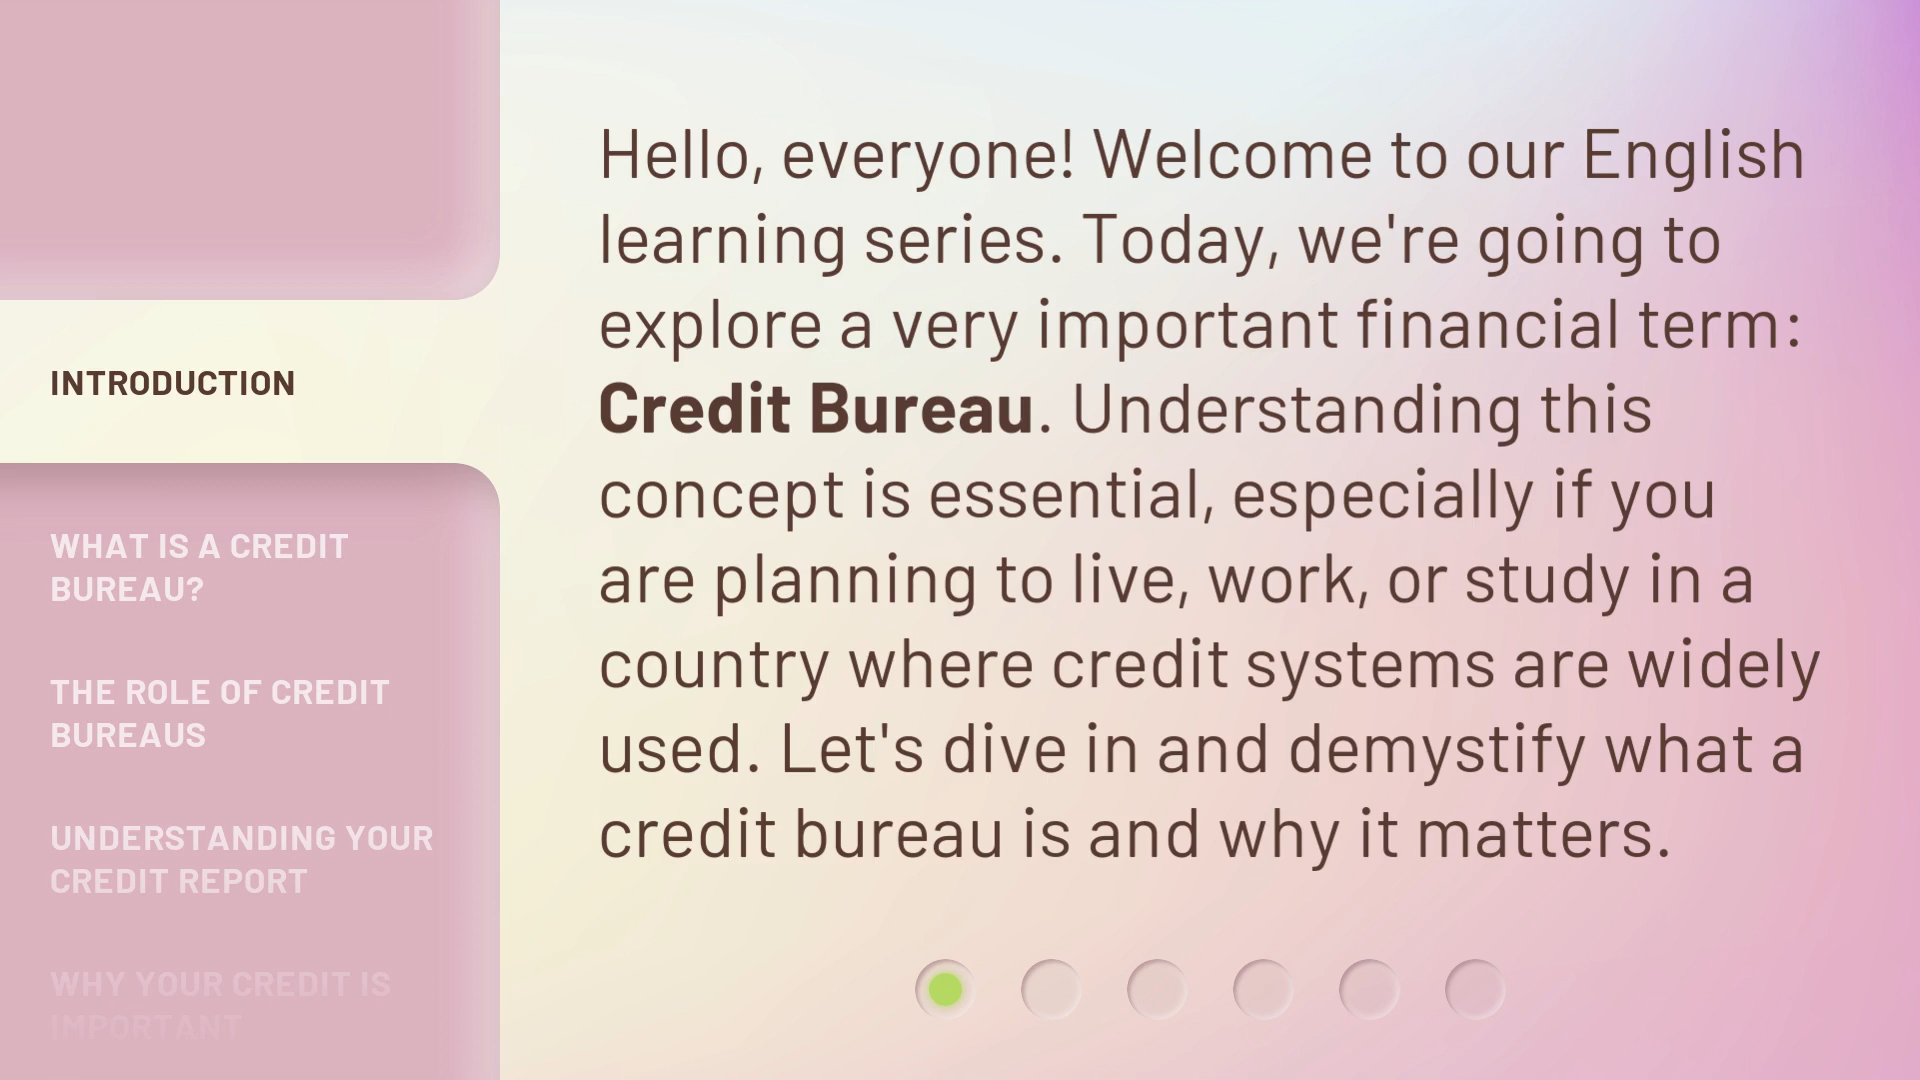 INTRODUCTION
WHAT IS A CREDIT
BUREAU?
THE ROLE OF CREDIT
BUREAUS
UNDERSTANDING YOUR
CREDIT REPORT
WHY YOUR CREDIT IS
IMPORTANT
Hello, everyone! Welcome to our English
learning series. Today, we're going to
explore a very important financial term:
Credit Bureau. Understanding this
concept is essential, especially if you
are planning to live, work, or study in a
country where credit systems are widely
used. Let's dive in and demystify what a
credit bureau is and why it matters.